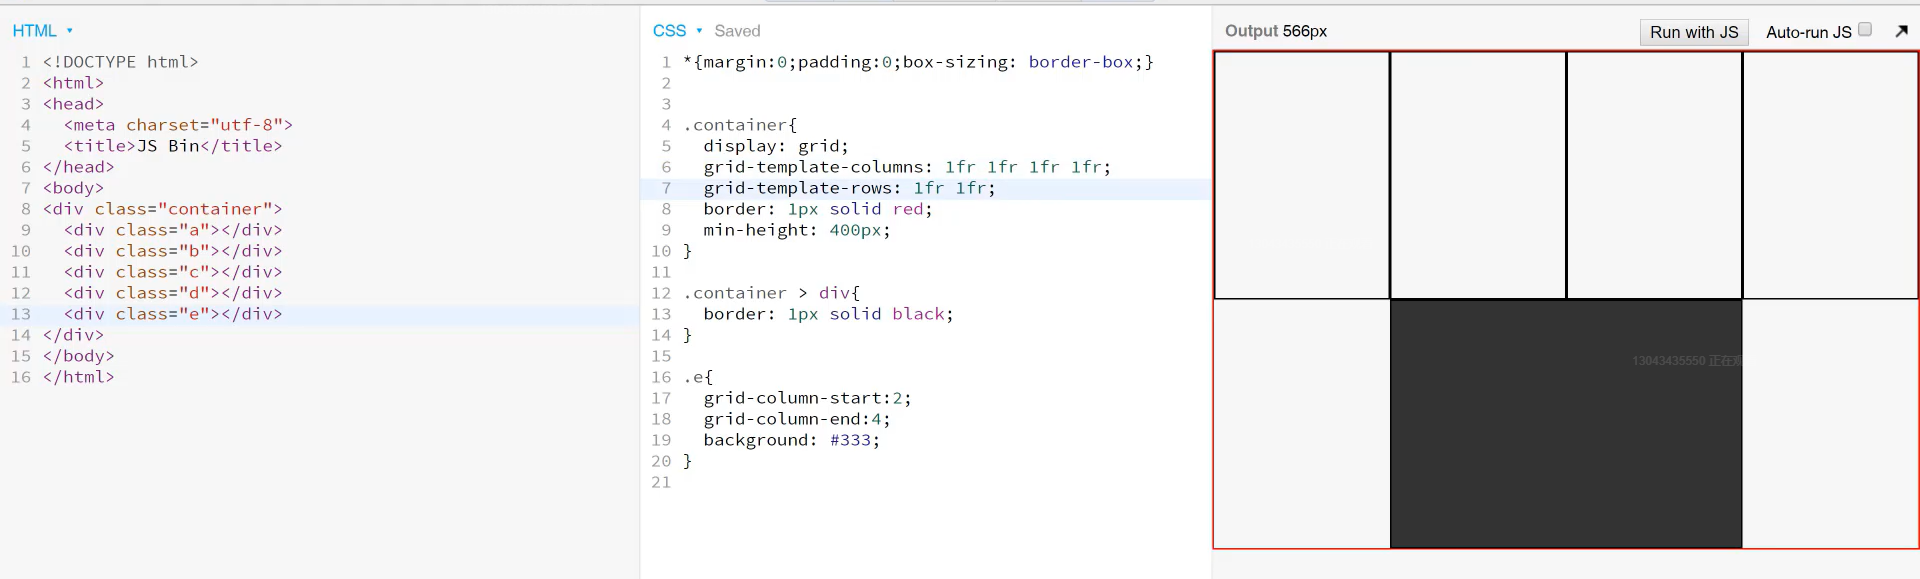 HTML
1 <!DOCTYPE html>
2 <html>
3 <head>
4 <meta charset="utf-8">
5 <title>JS Bin</title>
6 </head>
7 <body>
8 <div class="container">
9 <div class="a"></div>
10 <div class="b"></div>
11 <div class="c"></div>
12 <div class="d"></div>
13 <div class="e"></div>
14 </div>
15 </body>
16 </html>
CSS Saved
1 *{margin:0;padding:0;box-sizing: border-box;}
2
3
4 .container{
5 display: grid;
6 grid-template-columns: 1fr 1fr 1fr 1fr;
7 grid-template-rows: 1fr 1fr;
8 border: 1px solid red;
9 min-height: 400px;
10 }
11
12 .container > div{
13 border: 1px solid black;
14 }
15
16 .e{
17 grid-column-start:2;
18 grid-column-end:4;
19 background: #333;
20 }
21
Output 566px Run with JS Auto-run JS
13043435550 正在观